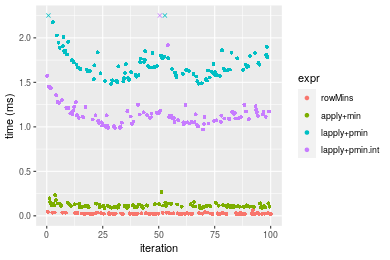 time (ms)
2.0
1.5
1.0
0.5
0.0
0
25
50
75
100
iteration
expr
rowMins
apply+min
lapply+pmin
lapply+pmin.int